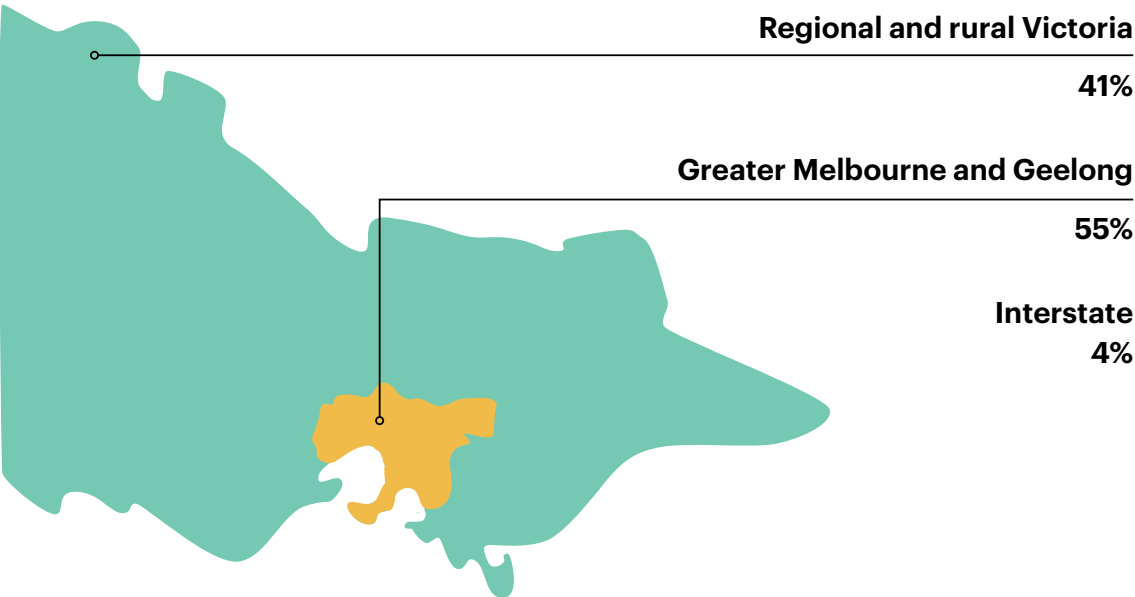 Regional and rural Victoria
41%
Greater Melbourne and Geelong
55%
Interstate
4%